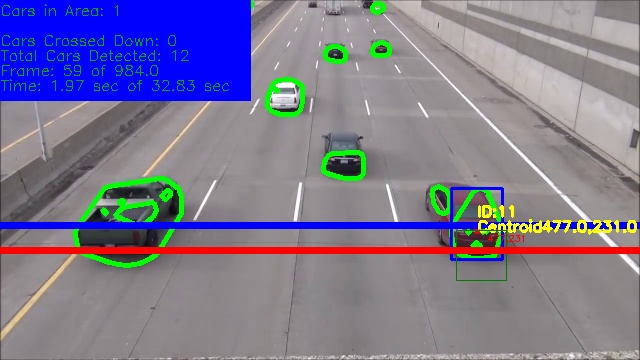 Cars in Area: 1
Cars Crossed Down: 0
Total Cars Detected: 12
Frame: 59 of 984.0
Time: 1.97 sec of 32.83 sec
ID:11
Centroid477.0,231.0